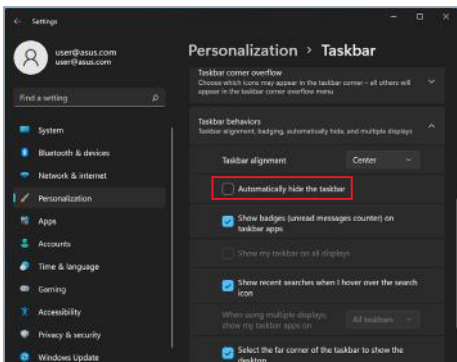 Settings
user@asus.com
user@asus.com
Find a setting
System
Bluetooth & devices
Network & internet
Personalization
Apps
Accounts
Time & language
Gaming
Accessibility
Privacy & security
Windows Update
Personalization > Taskbar
Taskbar corner overflow
Choose which icons may appear in the taskbar corner – all others will
appear in the taskbar corner overflow menu
Taskbar behaviors
Taskbar alignment, badging, automatically hide, and multiple displays
Taskbar alignment
Center
Automatically hide the taskbar
Show badges (unread messages counter) on
taskbar apps
Show my taskbar on all displays
Show recent searches when I hover over the search
icon
When using multiple displays,
show my taskbar apps on
All taskbars
Select the far corner of the taskbar to show the
desktop